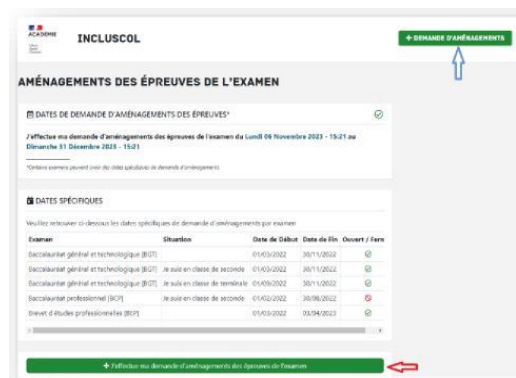 ACADÉMIE
INCLUSCOL
+ DEMANDE D'AMÉNAGEMENTS
AMÉNAGEMENTS DES ÉPREUVES DE L'EXAMEN
DATES DE DEMANDE D'AMÉNAGEMENT DES ÉPREUVES*
J'effectue ma demande d'aménagements des épreuves de l'examen du Lundi 06 Novembre 2023 - 15:21 au
Dimanche 31 Décembre 2023 - 15:21
*Certains examens peuvent avoir des dates spécifiques de demande d'aménagements
DATES SPÉCIFIQUES
Veuillez retrouver ci-dessous les dates spécifiques de demande d'aménagements par examen
Examen Situation Date de Début Date de Fin Ouvert / Ferm
Baccalauréat général et technologique [BGT] 01/03/2022 30/11/2022
Baccalauréat général et technologique [BGT] Je suis en classe de seconde 01/03/2022 30/11/2022
Baccalauréat général et technologique [BGT] Je suis en classe de terminale 01/09/2022 30/11/2022
Baccalauréat professionnel [BCP] Je suis en classe de seconde 01/02/2022 30/08/2022
Brevet d'études professionnelles [BEP] 01/03/2022 03/04/2023
+ J'effectue ma demande d'aménagements des épreuves de l'examen